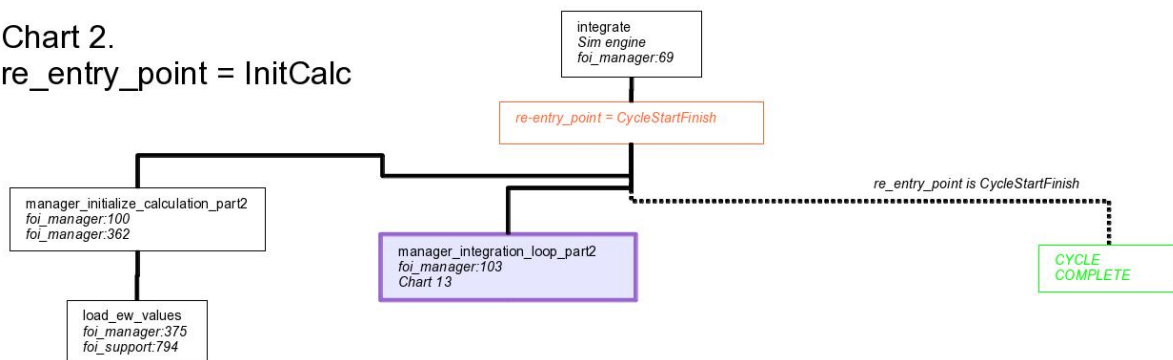 Chart 2.
re_entry_point = InitCalc
integrate
Sim engine
foi_manager:69
re-entry_point = CycleStartFinish
re_entry_point is CycleStartFinish
manager_initialize_calculation_part2
foi_manager:100
foi_manager:362
manager_integration_loop_part2
foi_manager:103
Chart 13
CYCLE
COMPLETE
load_ew_values
foi_manager:375
foi_support:794